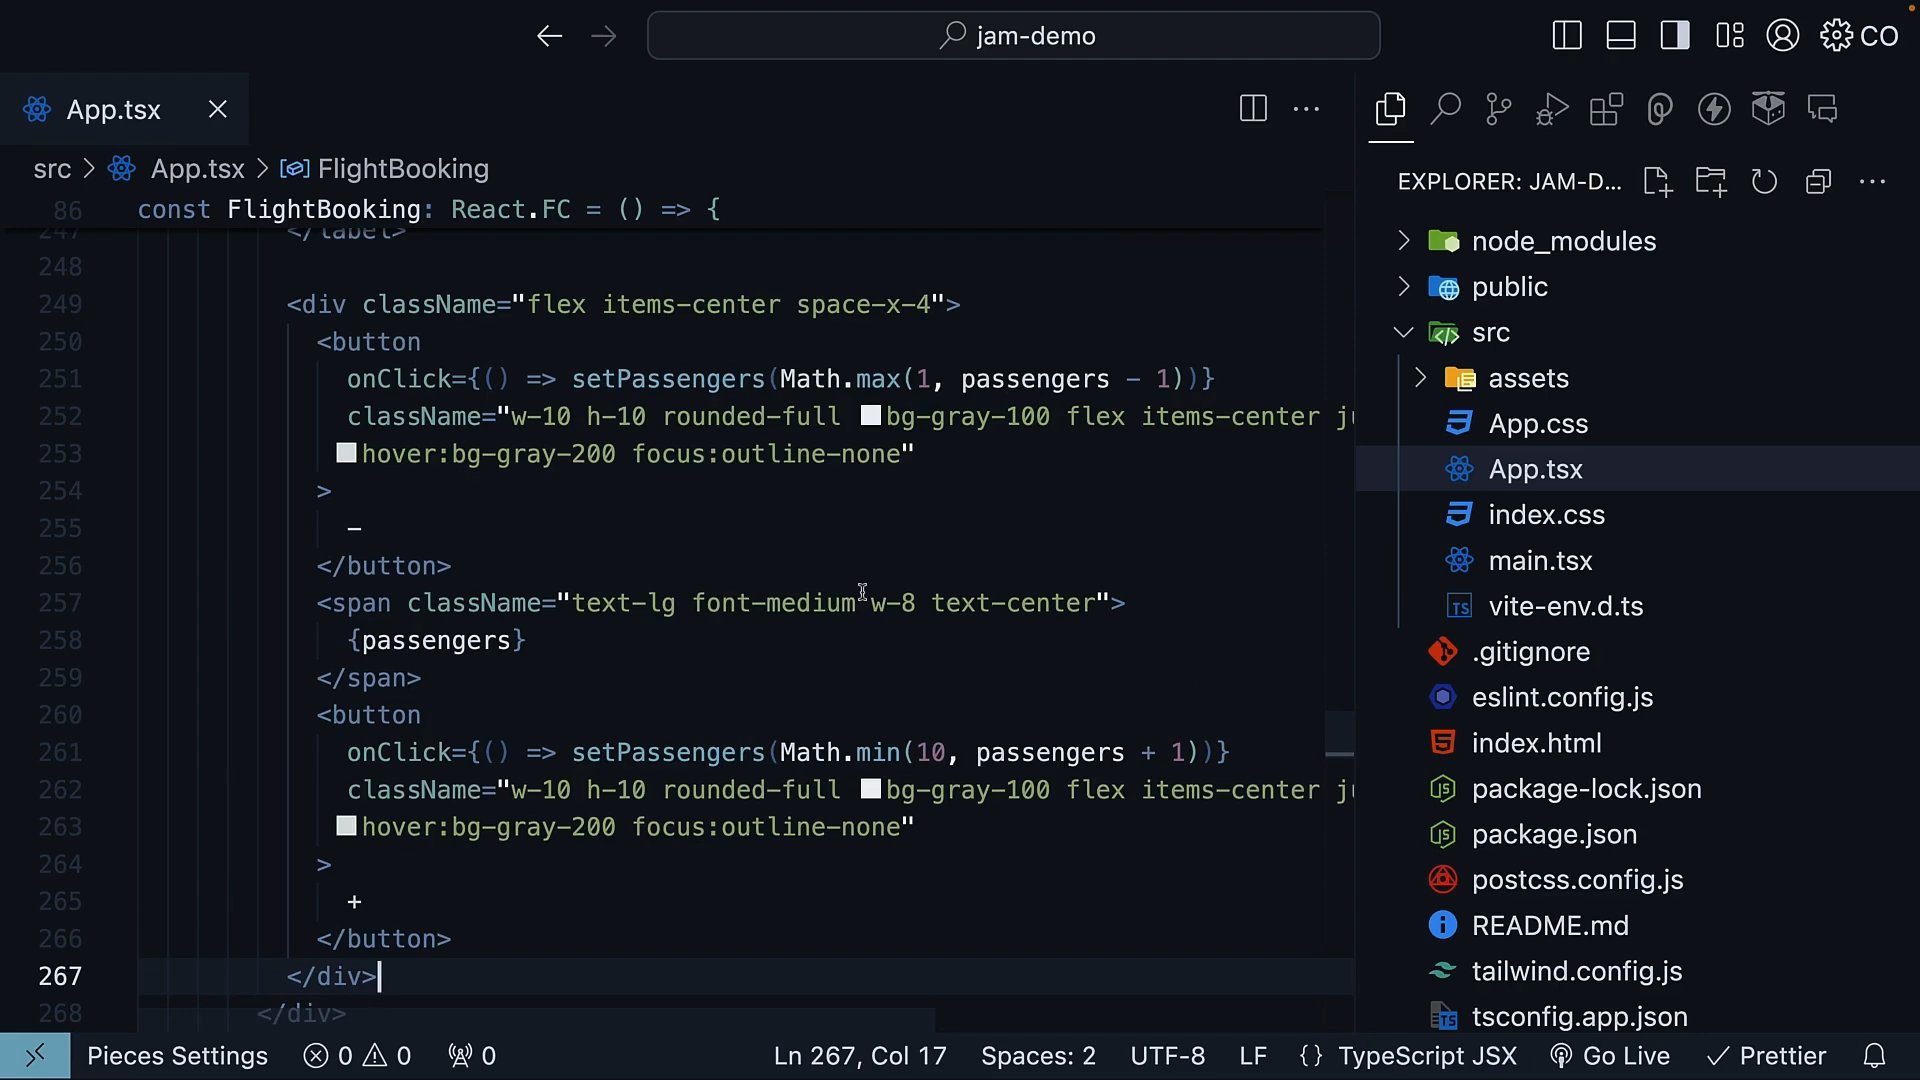 jam-demo
CO
App.tsx
src > App.tsx > FlightBooking
EXPLORER: JAM-D...
86 const FlightBooking: React.FC = () => {
247 </label>
248
249 <div className="flex items-center space-x-4">
250 <button
251 onClick={() => setPassengers(Math.max(1, passengers - 1))}
252 className="w-10 h-10 rounded-full bg-gray-100 flex items-center
253 hover:bg-gray-200 focus:outline-none"
254 >
255 –
256 </button>
257 <span className="text-lg font-medium w-8 text-center">
258 {passengers}
259 </span>
260 <button
261 onClick={() => setPassengers(Math.min(10, passengers + 1))}
262 className="w-10 h-10 rounded-full bg-gray-100 flex items-center
263 hover:bg-gray-200 focus:outline-none"
264 >
265 +
266 </button>
267 </div>
268 </div>
node_modules
public
src
assets
App.css
App.tsx
index.css
main.tsx
vite-env.d.ts
.gitignore
eslint.config.js
index.html
package-lock.json
package.json
postcss.config.js
README.md
tailwind.config.js
tsconfig.app.json
Pieces Settings 0 0 0 Ln 267, Col 17 Spaces: 2 UTF-8 LF {} TypeScript JSX Go Live Prettier